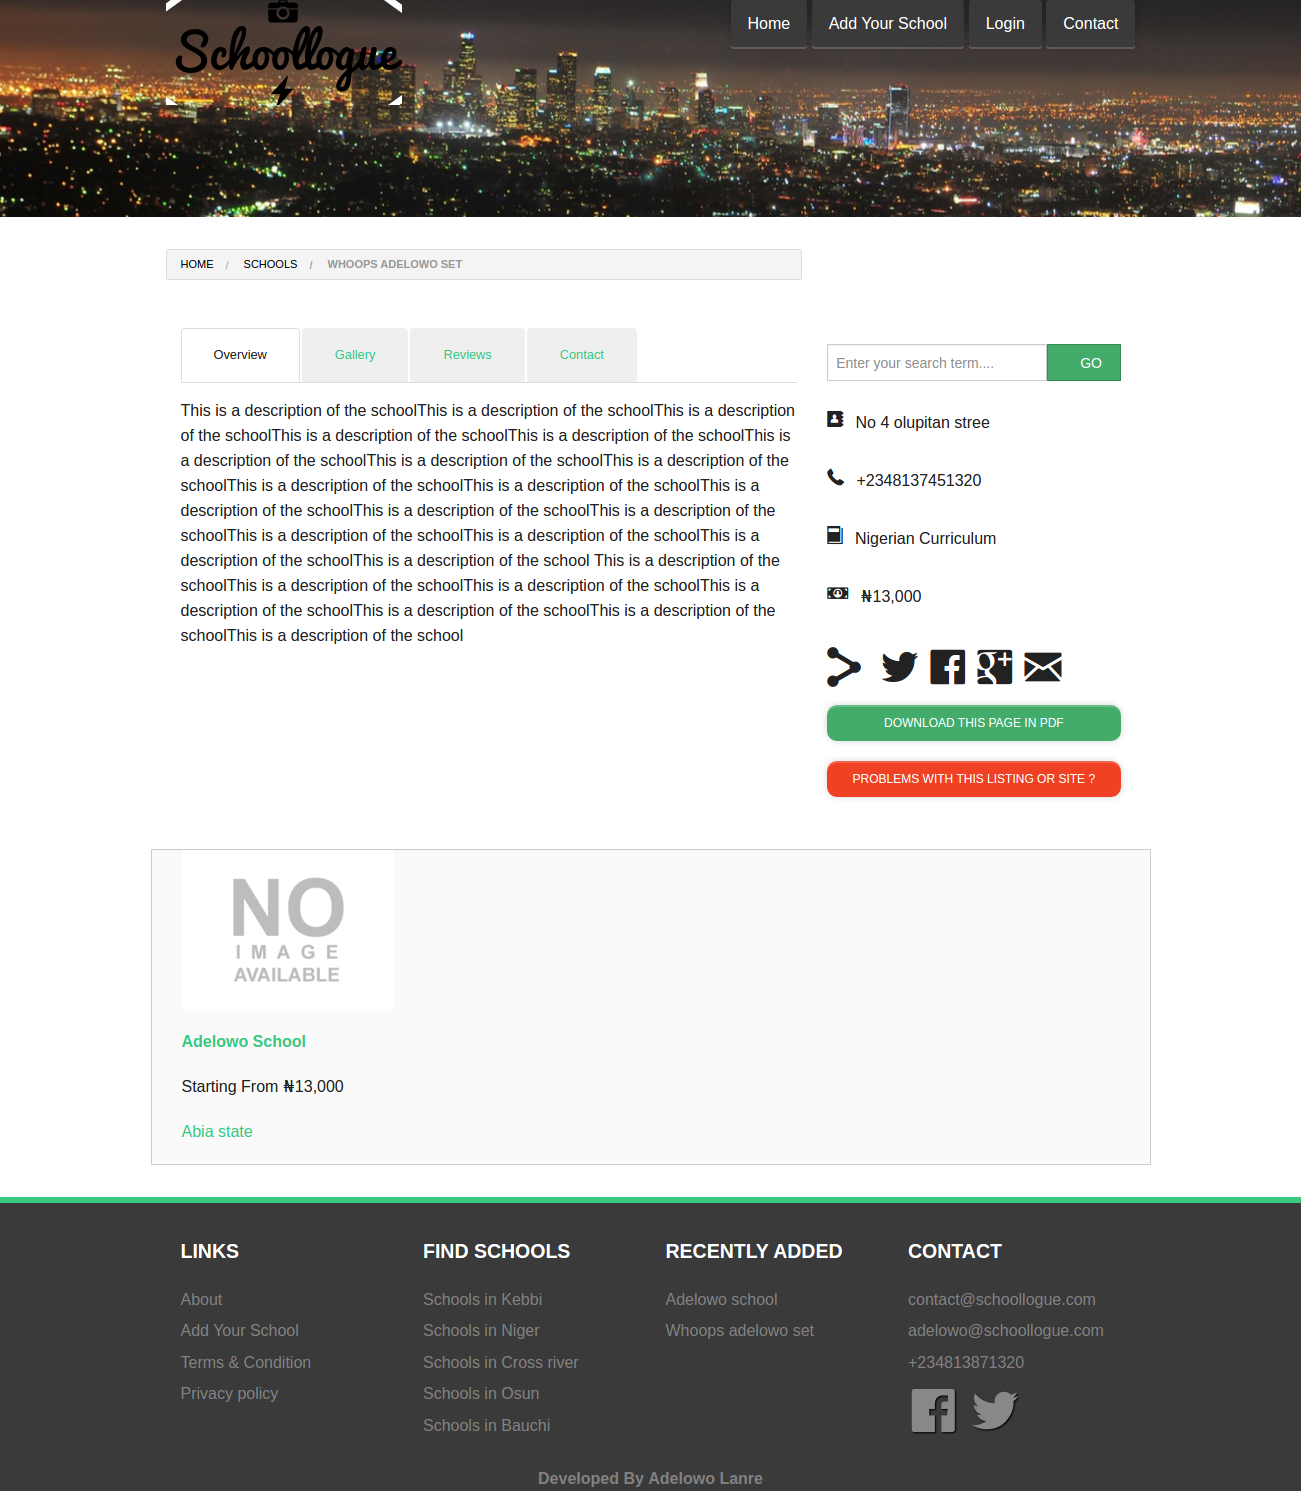 Schoollogue
Home Add Your School Login Contact
HOME / SCHOOLS / WHOOPS ADELOWO SET
Overview Gallery Reviews Contact
This is a description of the schoolThis is a description of the schoolThis is a description
of the schoolThis is a description of the schoolThis is a description of the schoolThis is
a description of the schoolThis is a description of the schoolThis is a description of the
schoolThis is a description of the schoolThis is a description of the schoolThis is a
description of the schoolThis is a description of the schoolThis is a description of the
schoolThis is a description of the schoolThis is a description of the schoolThis is a
description of the schoolThis is a description of the school This is a description of the
schoolThis is a description of the schoolThis is a description of the schoolThis is a
description of the schoolThis is a description of the schoolThis is a description of the
schoolThis is a description of the school
Enter your search term.... GO
No 4 olupitan stree
+2348137451320
Nigerian Curriculum
₦13,000
DOWNLOAD THIS PAGE IN PDF
PROBLEMS WITH THIS LISTING OR SITE ?
NO
IMAGE
AVAILABLE
Adelowo School
Starting From ₦13,000
Abia state
LINKS
About
Add Your School
Terms & Condition
Privacy policy
FIND SCHOOLS
Schools in Kebbi
Schools in Niger
Schools in Cross river
Schools in Osun
Schools in Bauchi
RECENTLY ADDED
Adelowo school
Whoops adelowo set
CONTACT
contact@schoollogue.com
adelowo@schoollogue.com
+234813871320
Developed By Adelowo Lanre